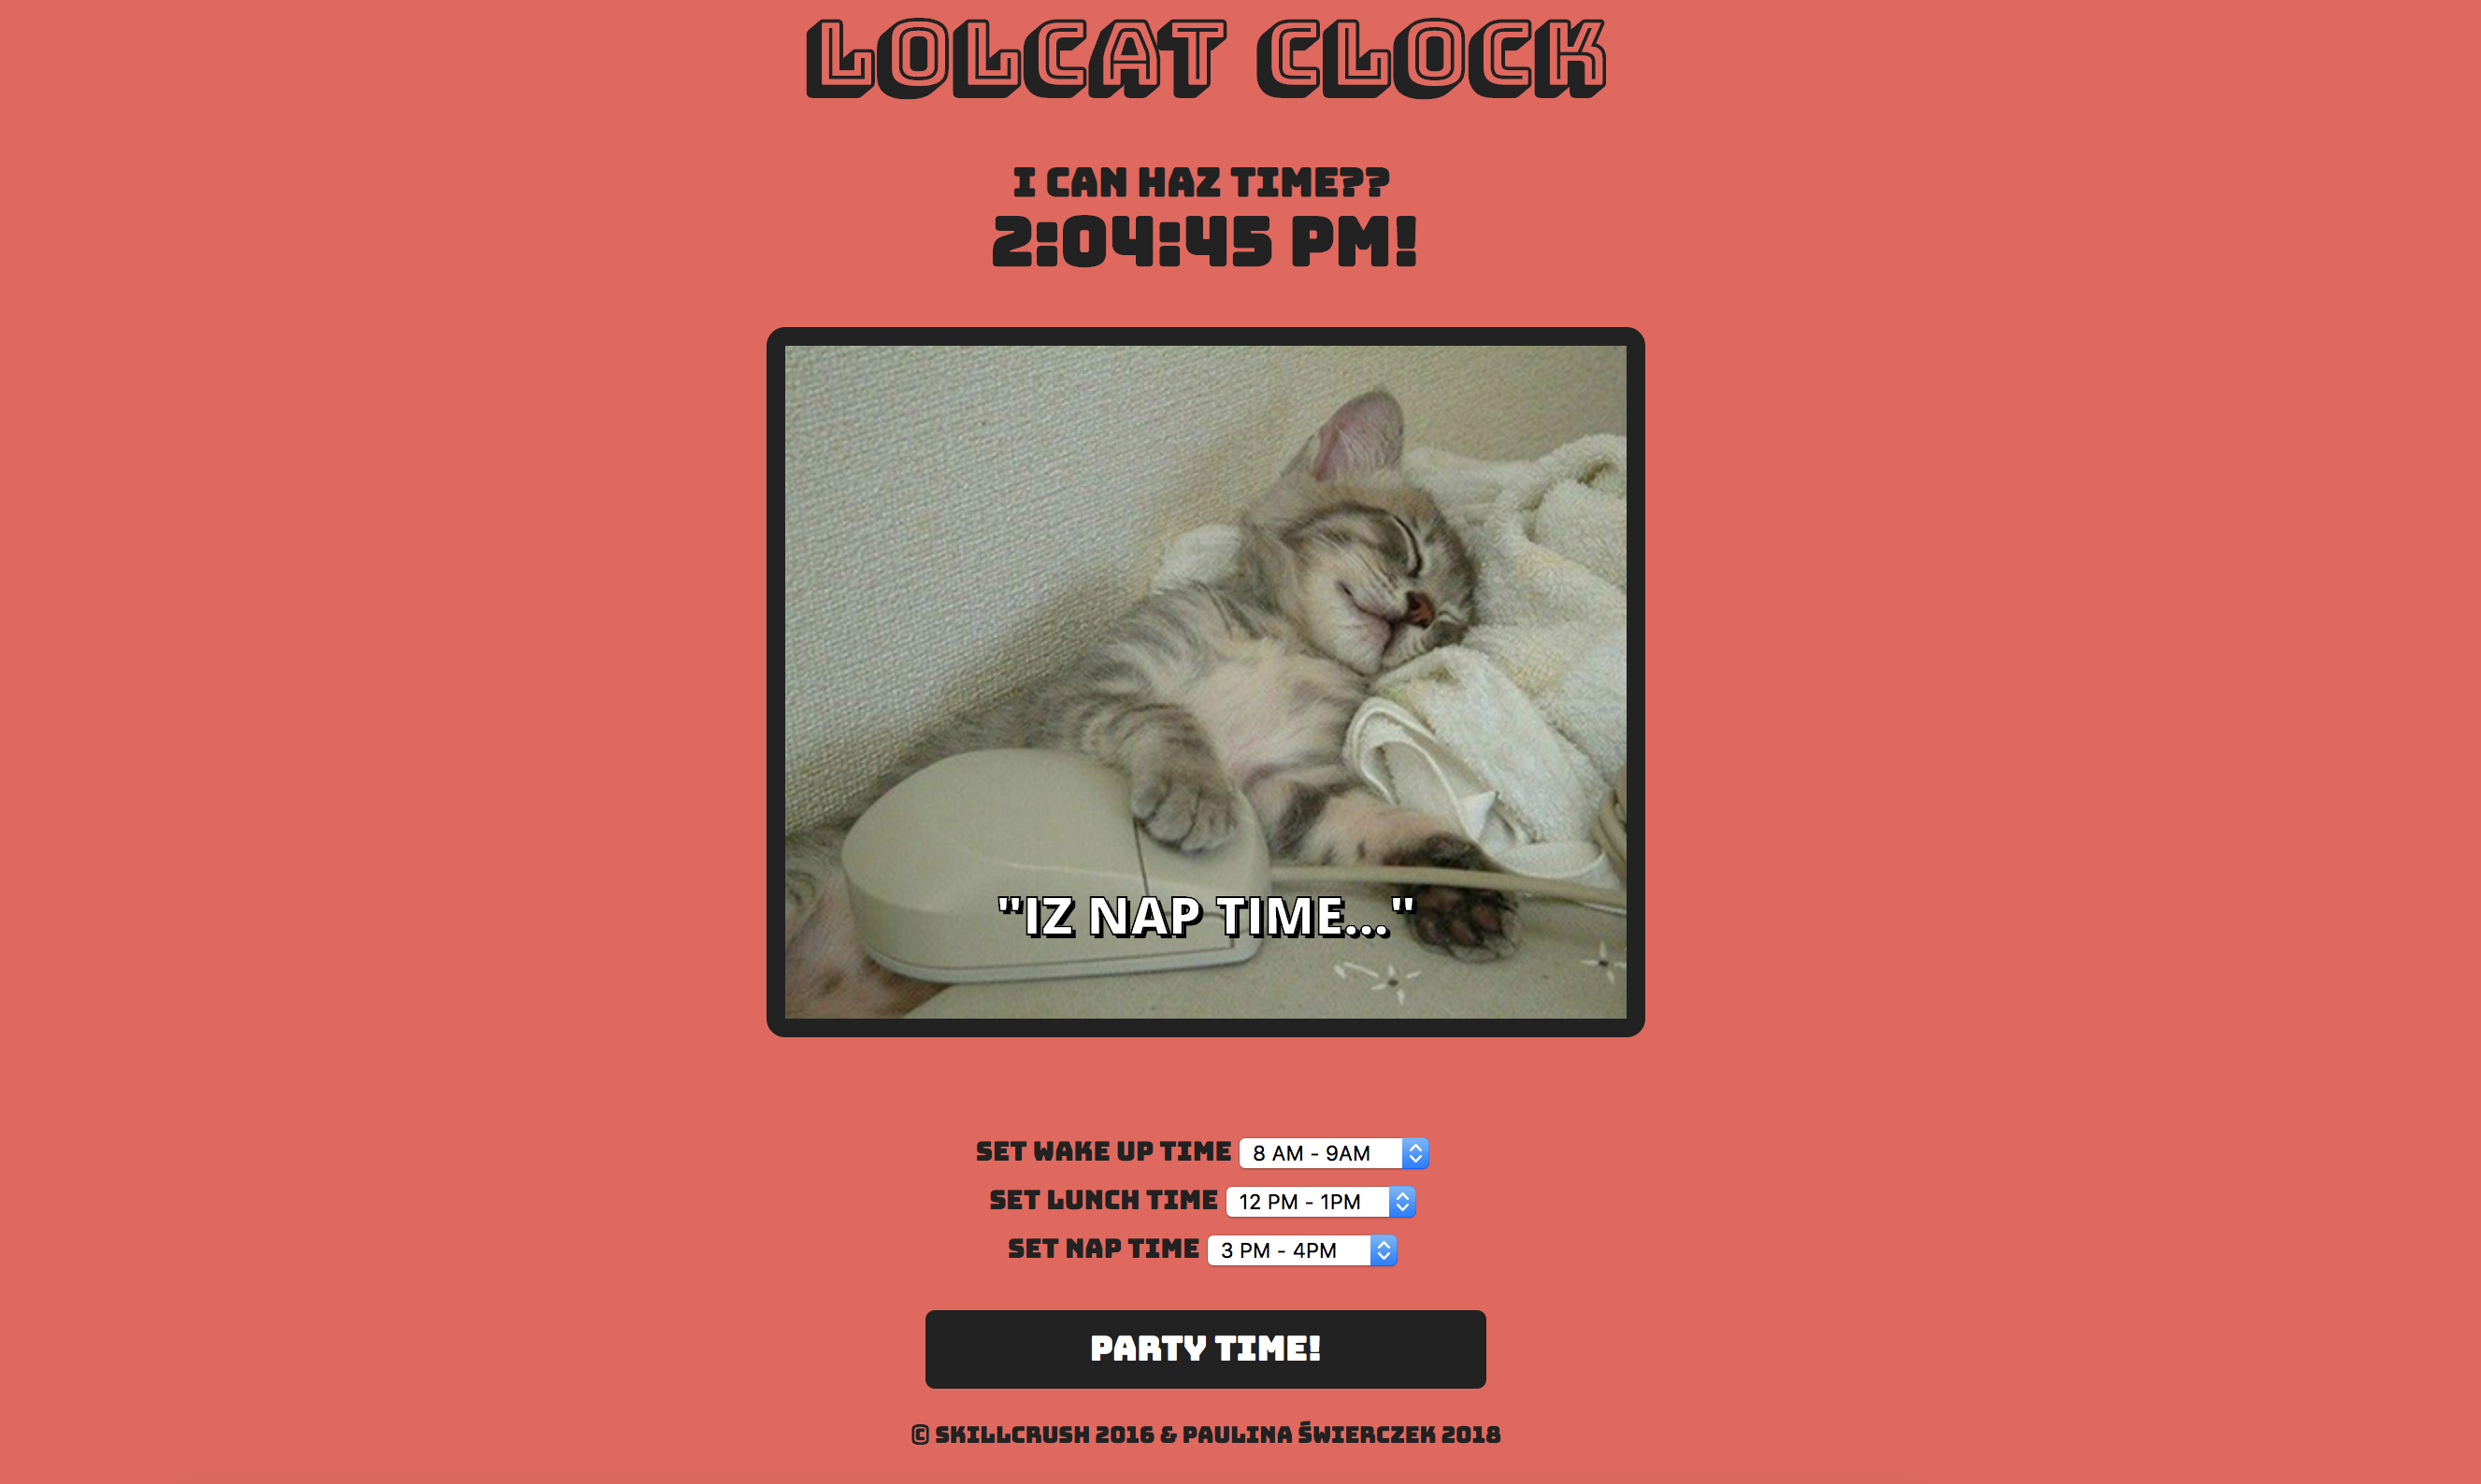 LOLCAT CLOCK
I CAN HAZ TIME??
2:04:45 PM!
"IZ NAP TIME..."
SET WAKE UP TIME 8 AM - 9AM
SET LUNCH TIME 12 PM - 1PM
SET NAP TIME 3 PM - 4PM
PARTY TIME!
© SKILLCRUSH 2016 & PAULINA ŚWIERCZEK 2018